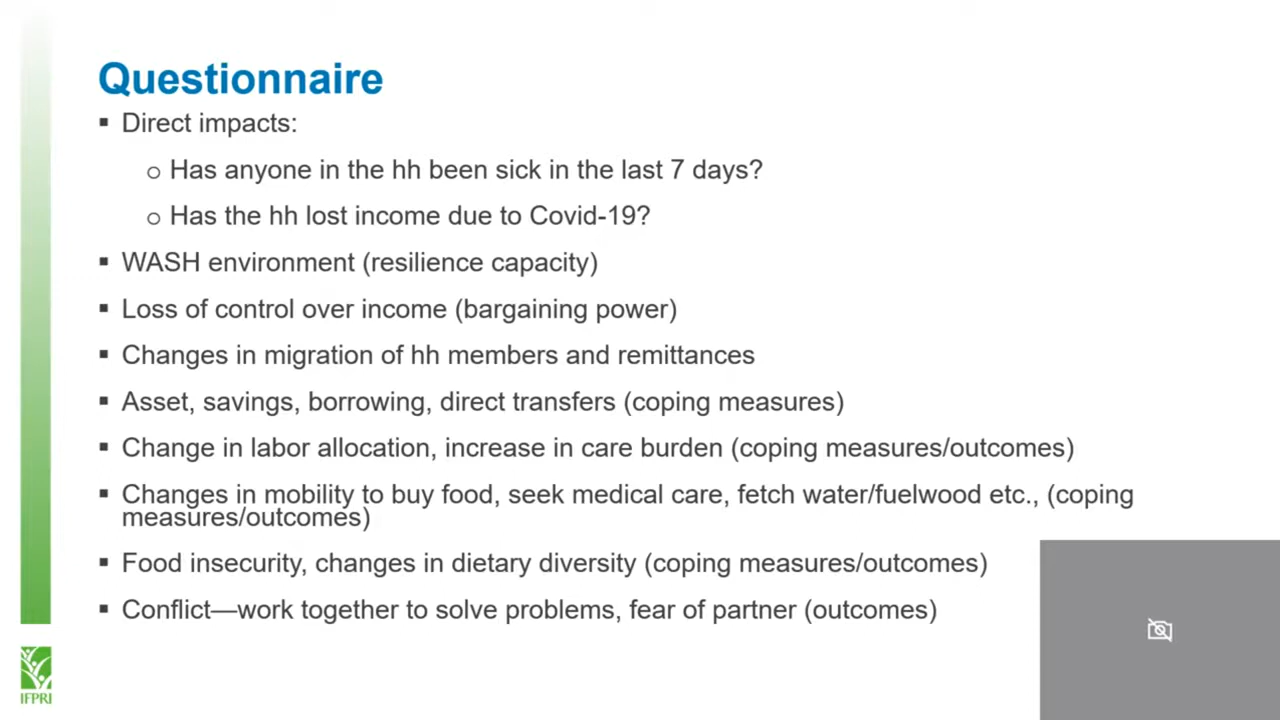 Questionnaire
▪ Direct impacts:
o Has anyone in the hh been sick in the last 7 days?
o Has the hh lost income due to Covid-19?
▪ WASH environment (resilience capacity)
▪ Loss of control over income (bargaining power)
▪ Changes in migration of hh members and remittances
▪ Asset, savings, borrowing, direct transfers (coping measures)
▪ Change in labor allocation, increase in care burden (coping measures/outcomes)
▪ Changes in mobility to buy food, seek medical care, fetch water/fuelwood etc., (coping
measures/outcomes)
▪ Food insecurity, changes in dietary diversity (coping measures/outcomes)
▪ Conflict—work together to solve problems, fear of partner (outcomes)
IFPRI